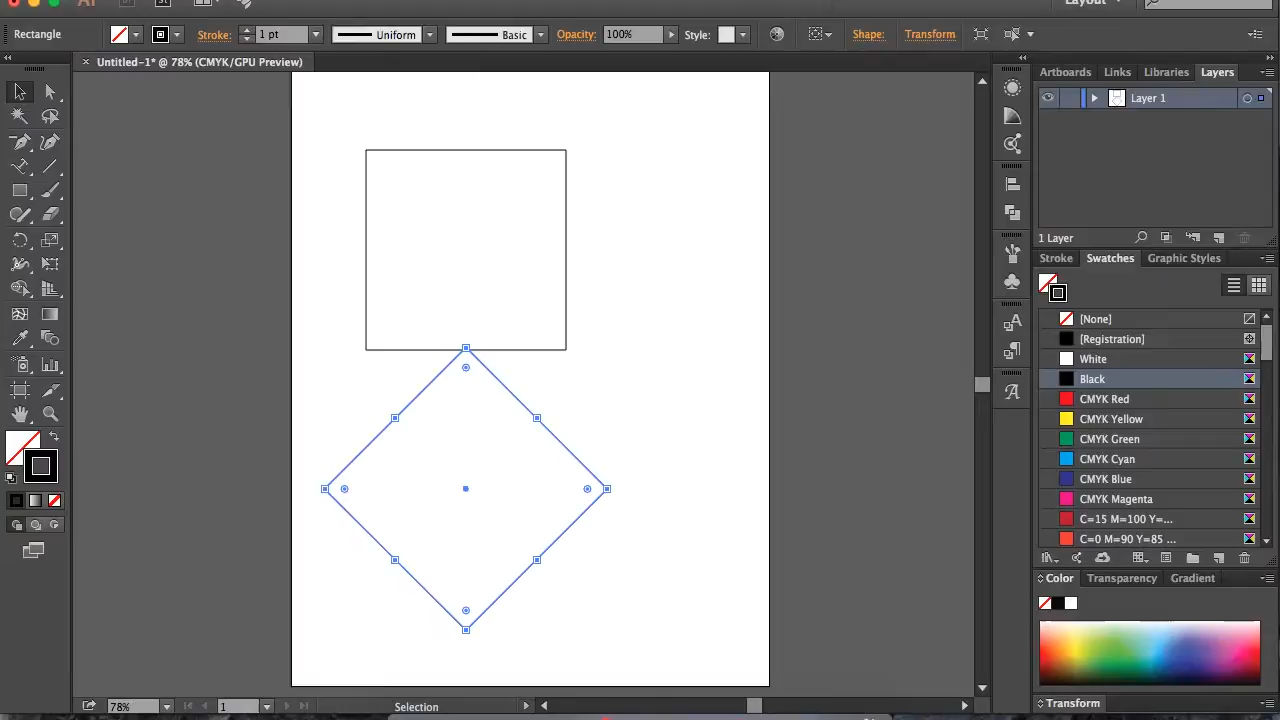 Ai St Layout
Rectangle Stroke: 1 pt Uniform Basic Opacity: 100% Style: Shape: Transform
× Untitled-1* @ 78% (CMYK/GPU Preview)
Artboards Links Libraries Layers
Layer 1
1 Layer
Stroke Swatches Graphic Styles
[None]
[Registration]
White
Black
CMYK Red
CMYK Yellow
CMYK Green
CMYK Cyan
CMYK Blue
CMYK Magenta
C=15 M=100 Y=...
C=0 M=90 Y=85 ...
Color Transparency Gradient
Transform
78% 1 Selection